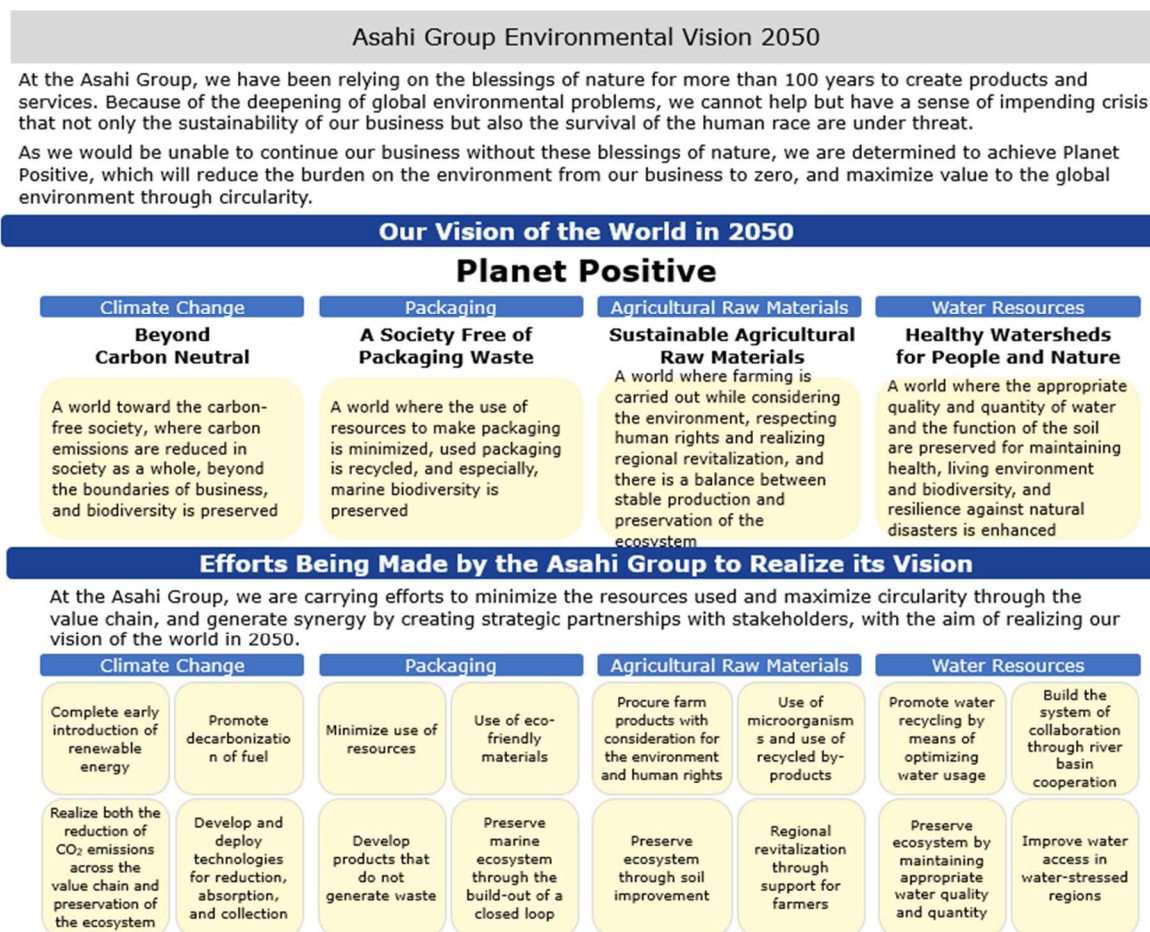 Asahi Group Environmental Vision 2050
At the Asahi Group, we have been relying on the blessings of nature for more than 100 years to create products and
services. Because of the deepening of global environmental problems, we cannot help but have a sense of impending crisis
that not only the sustainability of our business but also the survival of the human race are under threat.
As we would be unable to continue our business without these blessings of nature, we are determined to achieve Planet
Positive, which will reduce the burden on the environment from our business to zero, and maximize value to the global
environment through circularity.
Our Vision of the World in 2050
Planet Positive
Climate Change
Beyond
Carbon Neutral
A world toward the carbon-
free society, where carbon
emissions are reduced in
society as a whole, beyond
the boundaries of business,
and biodiversity is preserved
Packaging
A Society Free of
Packaging Waste
A world where the use of
resources to make packaging
is minimized, used packaging
is recycled, and especially,
marine biodiversity is
preserved
Agricultural Raw Materials
Sustainable Agricultural
Raw Materials
A world where farming is
carried out while considering
the environment, respecting
human rights and realizing
regional revitalization, and
there is a balance between
stable production and
preservation of the
ecosystem
Water Resources
Healthy Watersheds
for People and Nature
A world where the appropriate
quality and quantity of water
and the function of the soil
are preserved for maintaining
health, living environment
and biodiversity, and
resilience against natural
disasters is enhanced
Efforts Being Made by the Asahi Group to Realize its Vision
At the Asahi Group, we are carrying efforts to minimize the resources used and maximize circularity through the
value chain, and generate synergy by creating strategic partnerships with stakeholders, with the aim of realizing our
vision of the world in 2050.
Climate Change
Complete early
introduction of
renewable
energy
Promote
decarbonizatio
n of fuel
Realize both the
reduction of
CO₂ emissions
across the
value chain and
preservation of
the ecosystem
Develop and
deploy
technologies
for reduction,
absorption,
and collection
Packaging
Minimize use of
resources
Use of eco-
friendly
materials
Develop
products that
do not
generate waste
Preserve
marine
ecosystem
through the
build-out of a
closed loop
Agricultural Raw Materials
Procure farm
products with
consideration for
the environment
and human rights
Use of
microorganism
s and use of
recycled by-
products
Preserve
ecosystem
through soil
improvement
Regional
revitalization
through
support for
farmers
Water Resources
Promote water
recycling by
means of
optimizing
water usage
Build the
system of
collaboration
through river
basin
cooperation
Preserve
ecosystem by
maintaining
appropriate
water quality
and quantity
Improve water
access in
water-stressed
regions